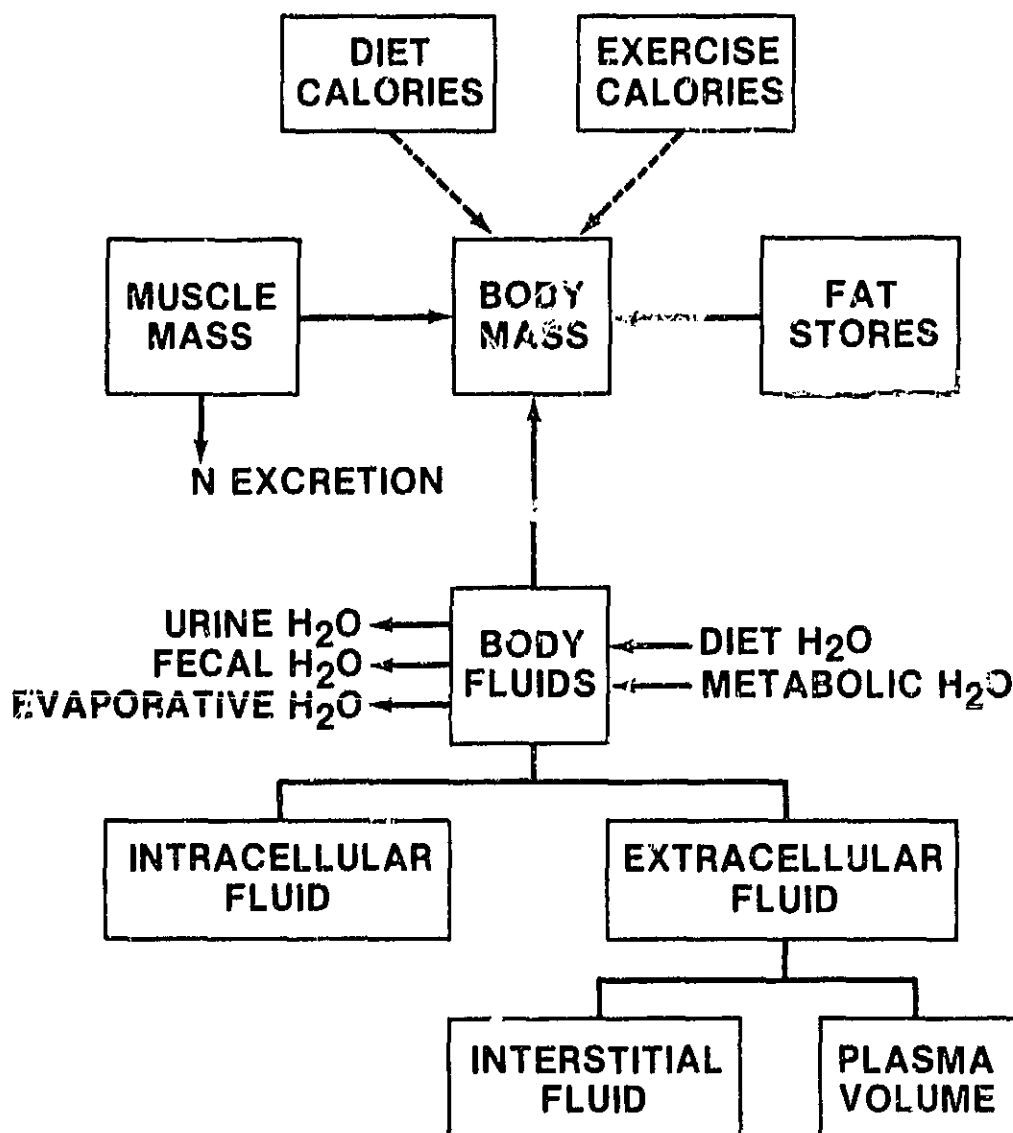 DIET
CALORIES
EXERCISE
CALORIES
MUSCLE
MASS
BODY
MASS
FAT
STORES
N EXCRETION
URINE H₂O
FECAL H₂O
EVAPORATIVE H₂O
BODY
FLUIDS
DIET H₂O
METABOLIC H₂O
INTRACELLULAR
FLUID
EXTRACELLULAR
FLUID
INTERSTITIAL
FLUID
PLASMA
VOLUME